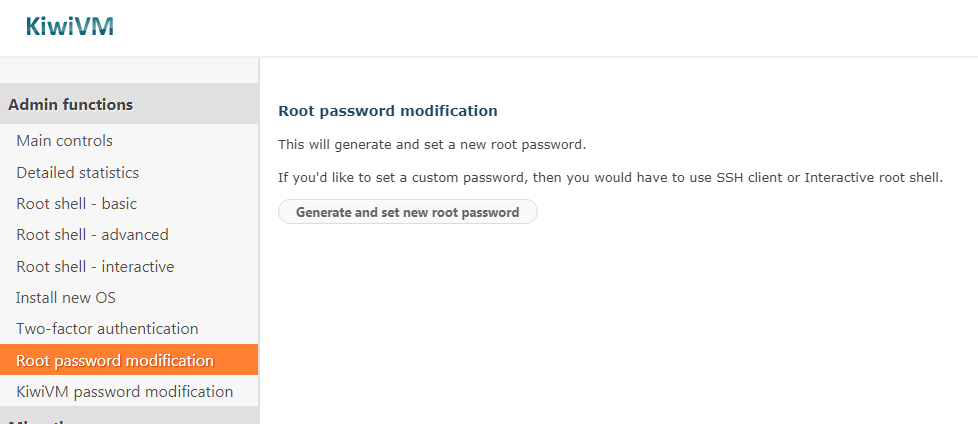 KiwiVM
Admin functions
Main controls
Detailed statistics
Root shell - basic
Root shell - advanced
Root shell - interactive
Install new OS
Two-factor authentication
Root password modification
KiwiVM password modification
Root password modification
This will generate and set a new root password.
If you'd like to set a custom password, then you would have to use SSH client or Interactive root shell.
Generate and set new root password